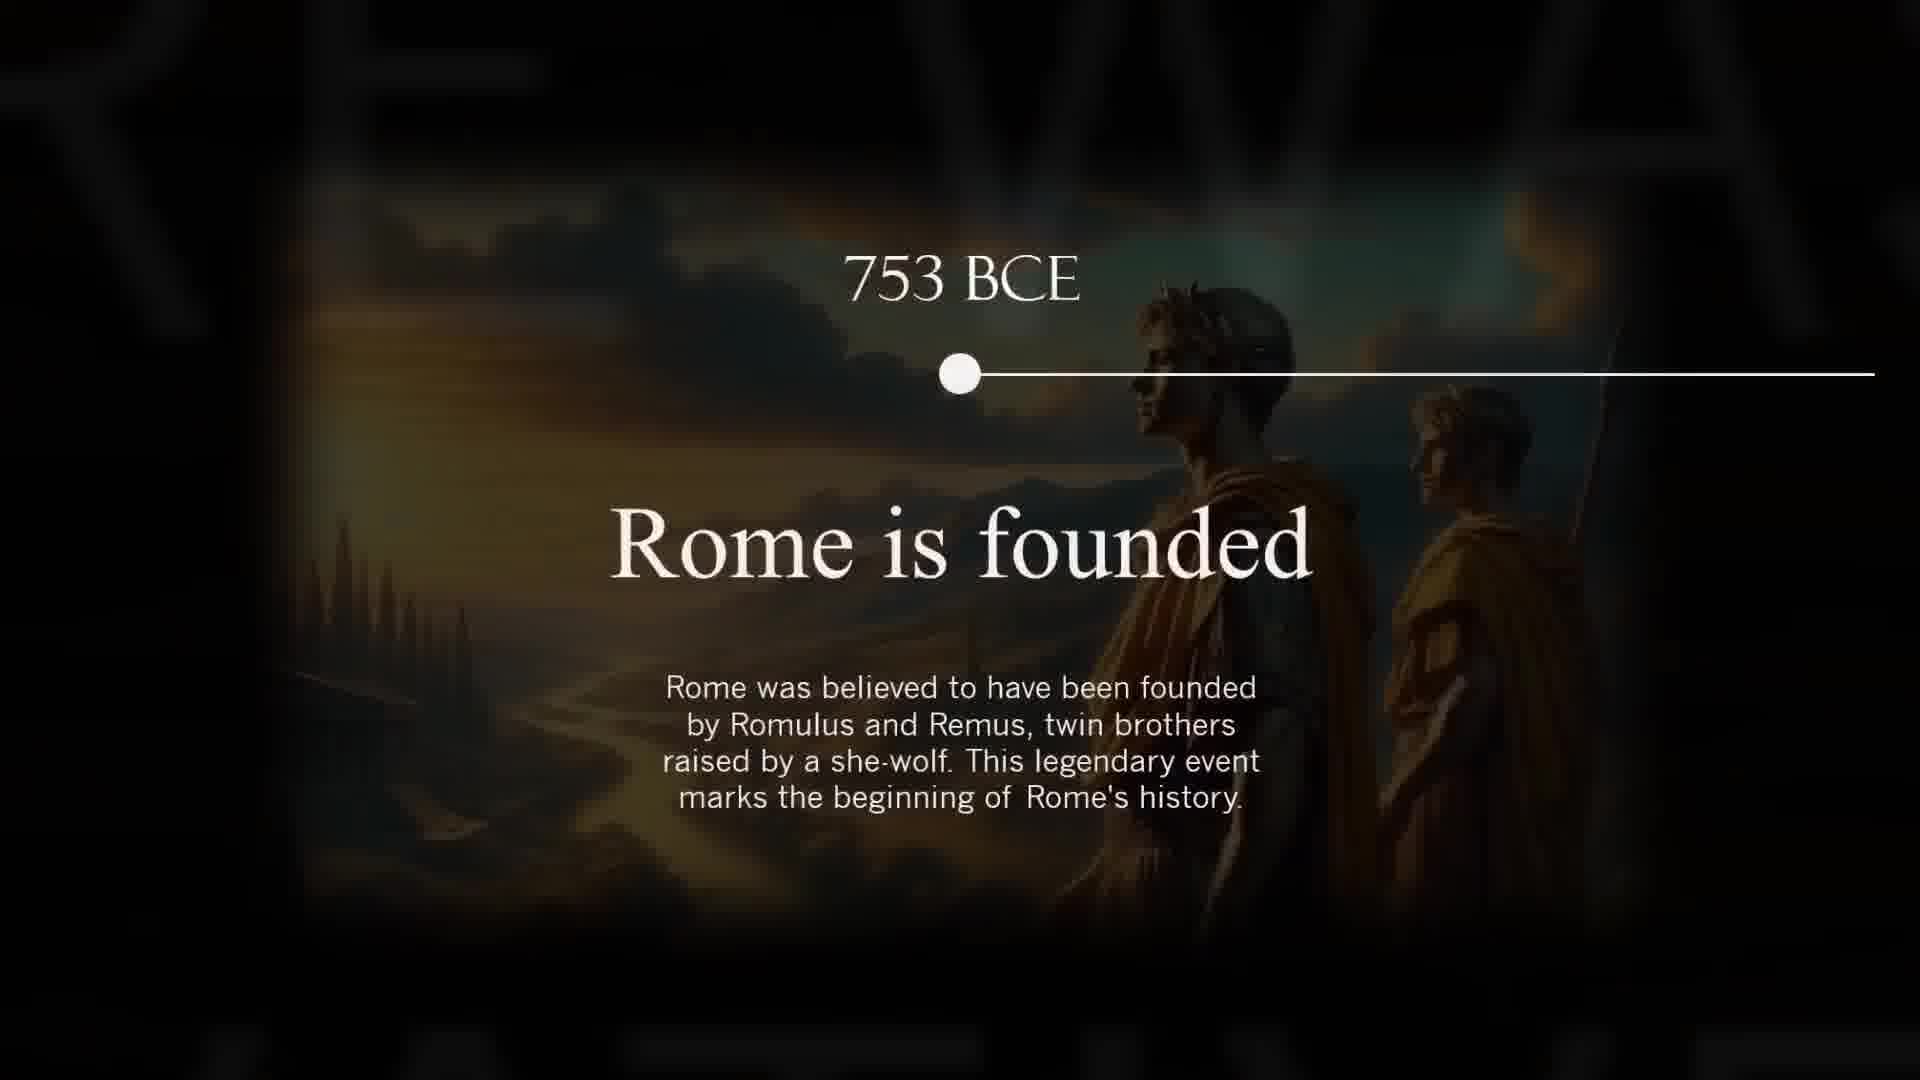 753 BCE
Rome is founded
Rome was believed to have been founded
by Romulus and Remus, twin brothers
raised by a she-wolf. This legendary event
marks the beginning of Rome's history.